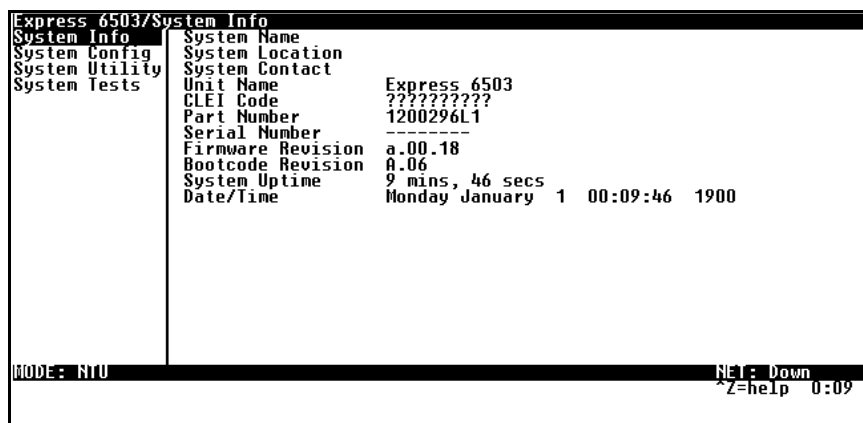 Express 6503/System Info
System Info System Name
System Config System Location
System Utility System Contact
System Tests Unit Name Express 6503
CLEI Code ??????????
Part Number 1200296L1
Serial Number --------
Firmware Revision a.00.18
Bootcode Revision A.06
System Uptime 9 mins, 46 secs
Date/Time Monday January 1 00:09:46 1900
MODE: NTU NET: Down
^Z=help 0:09